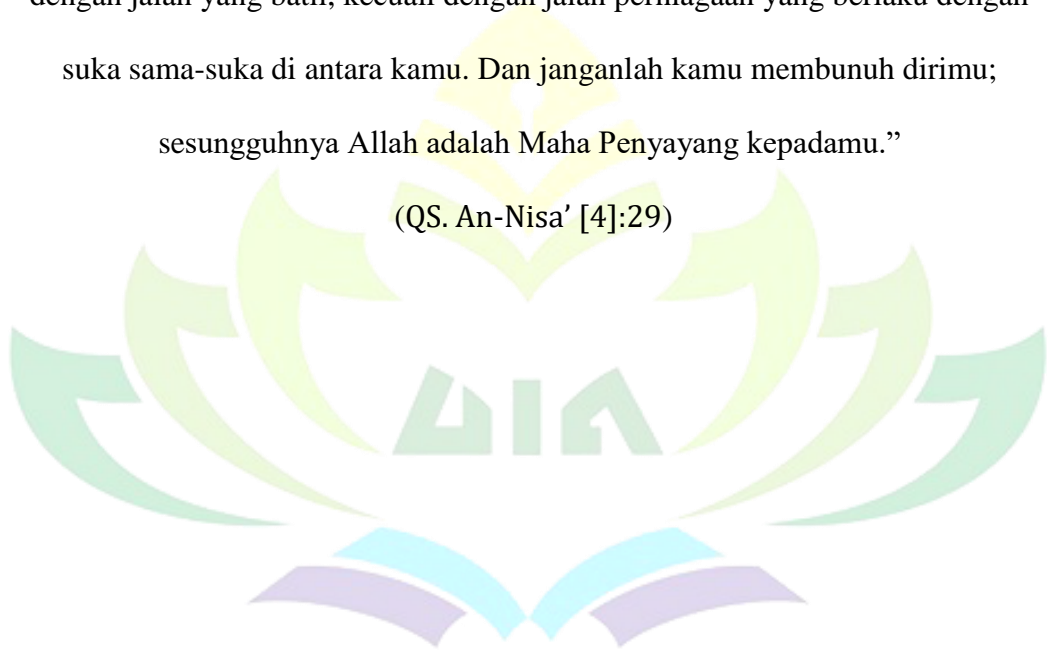 dengan jalan yang batil, kecuali dengan jalan perniagaan yang berlaku dengan
suka sama-suka di antara kamu. Dan janganlah kamu membunuh dirimu;
sesungguhnya Allah adalah Maha Penyayang kepadamu.”
(QS. An-Nisa’ [4]:29)
UIN